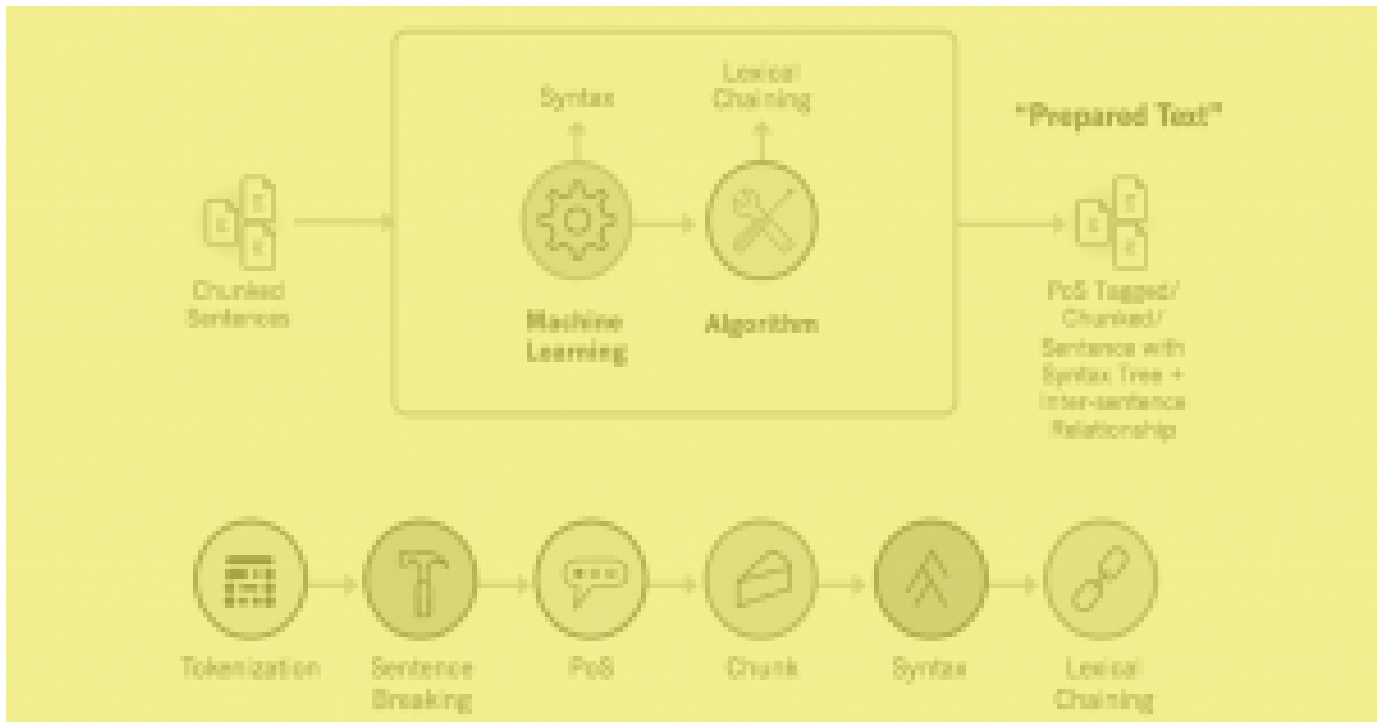 Syntax
Lexical
Chaining
"Prepared Text"
Chunked
Sentences
Machine
Learning
Algorithm
PoS Tagged/
Chunked/
Sentence with
Syntax Tree +
Inter-sentence
Relationship
Tokenization
Sentence
Breaking
PoS
Chunk
Syntax
Lexical
Chaining